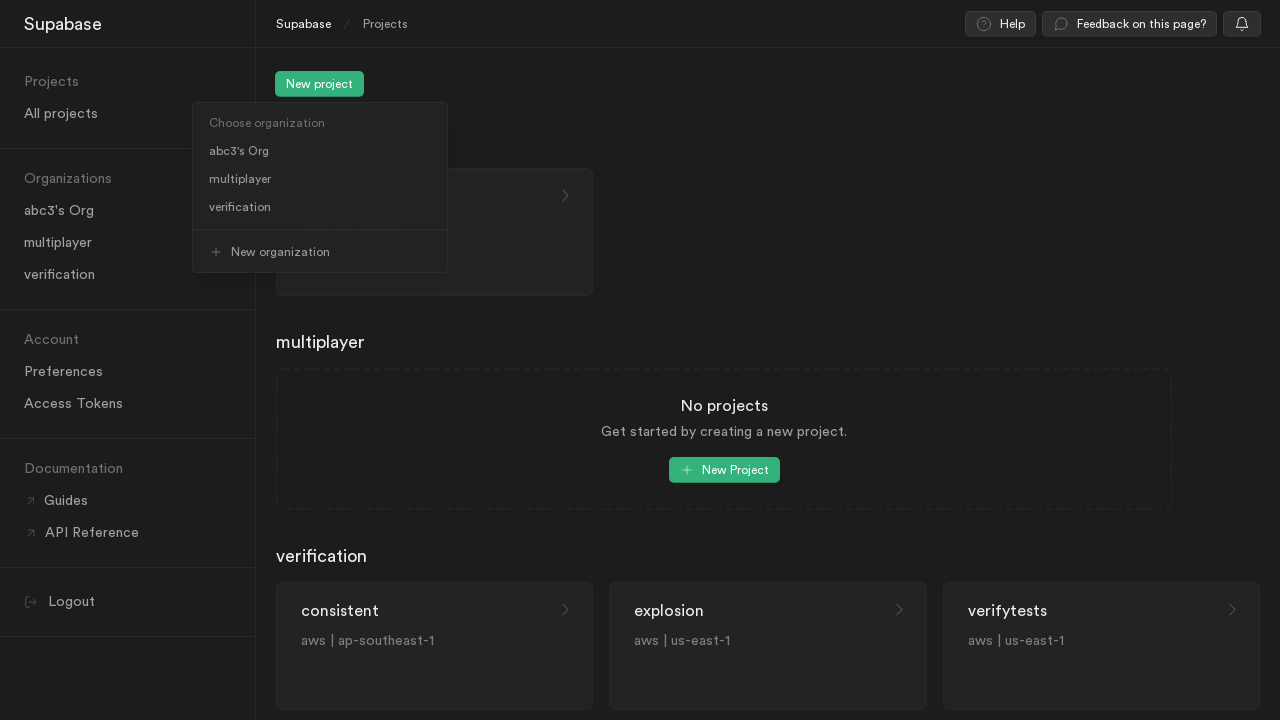 Supabase
Projects
All projects
Organizations
abc3's Org
multiplayer
verification
Account
Preferences
Access Tokens
Documentation
Guides
API Reference
Logout
Supabase / Projects
Help
Feedback on this page?
New project
Choose organization
abc3's Org
multiplayer
verification
New organization
multiplayer
No projects
Get started by creating a new project.
New Project
verification
consistent
aws | ap-southeast-1
explosion
aws | us-east-1
verifytests
aws | us-east-1